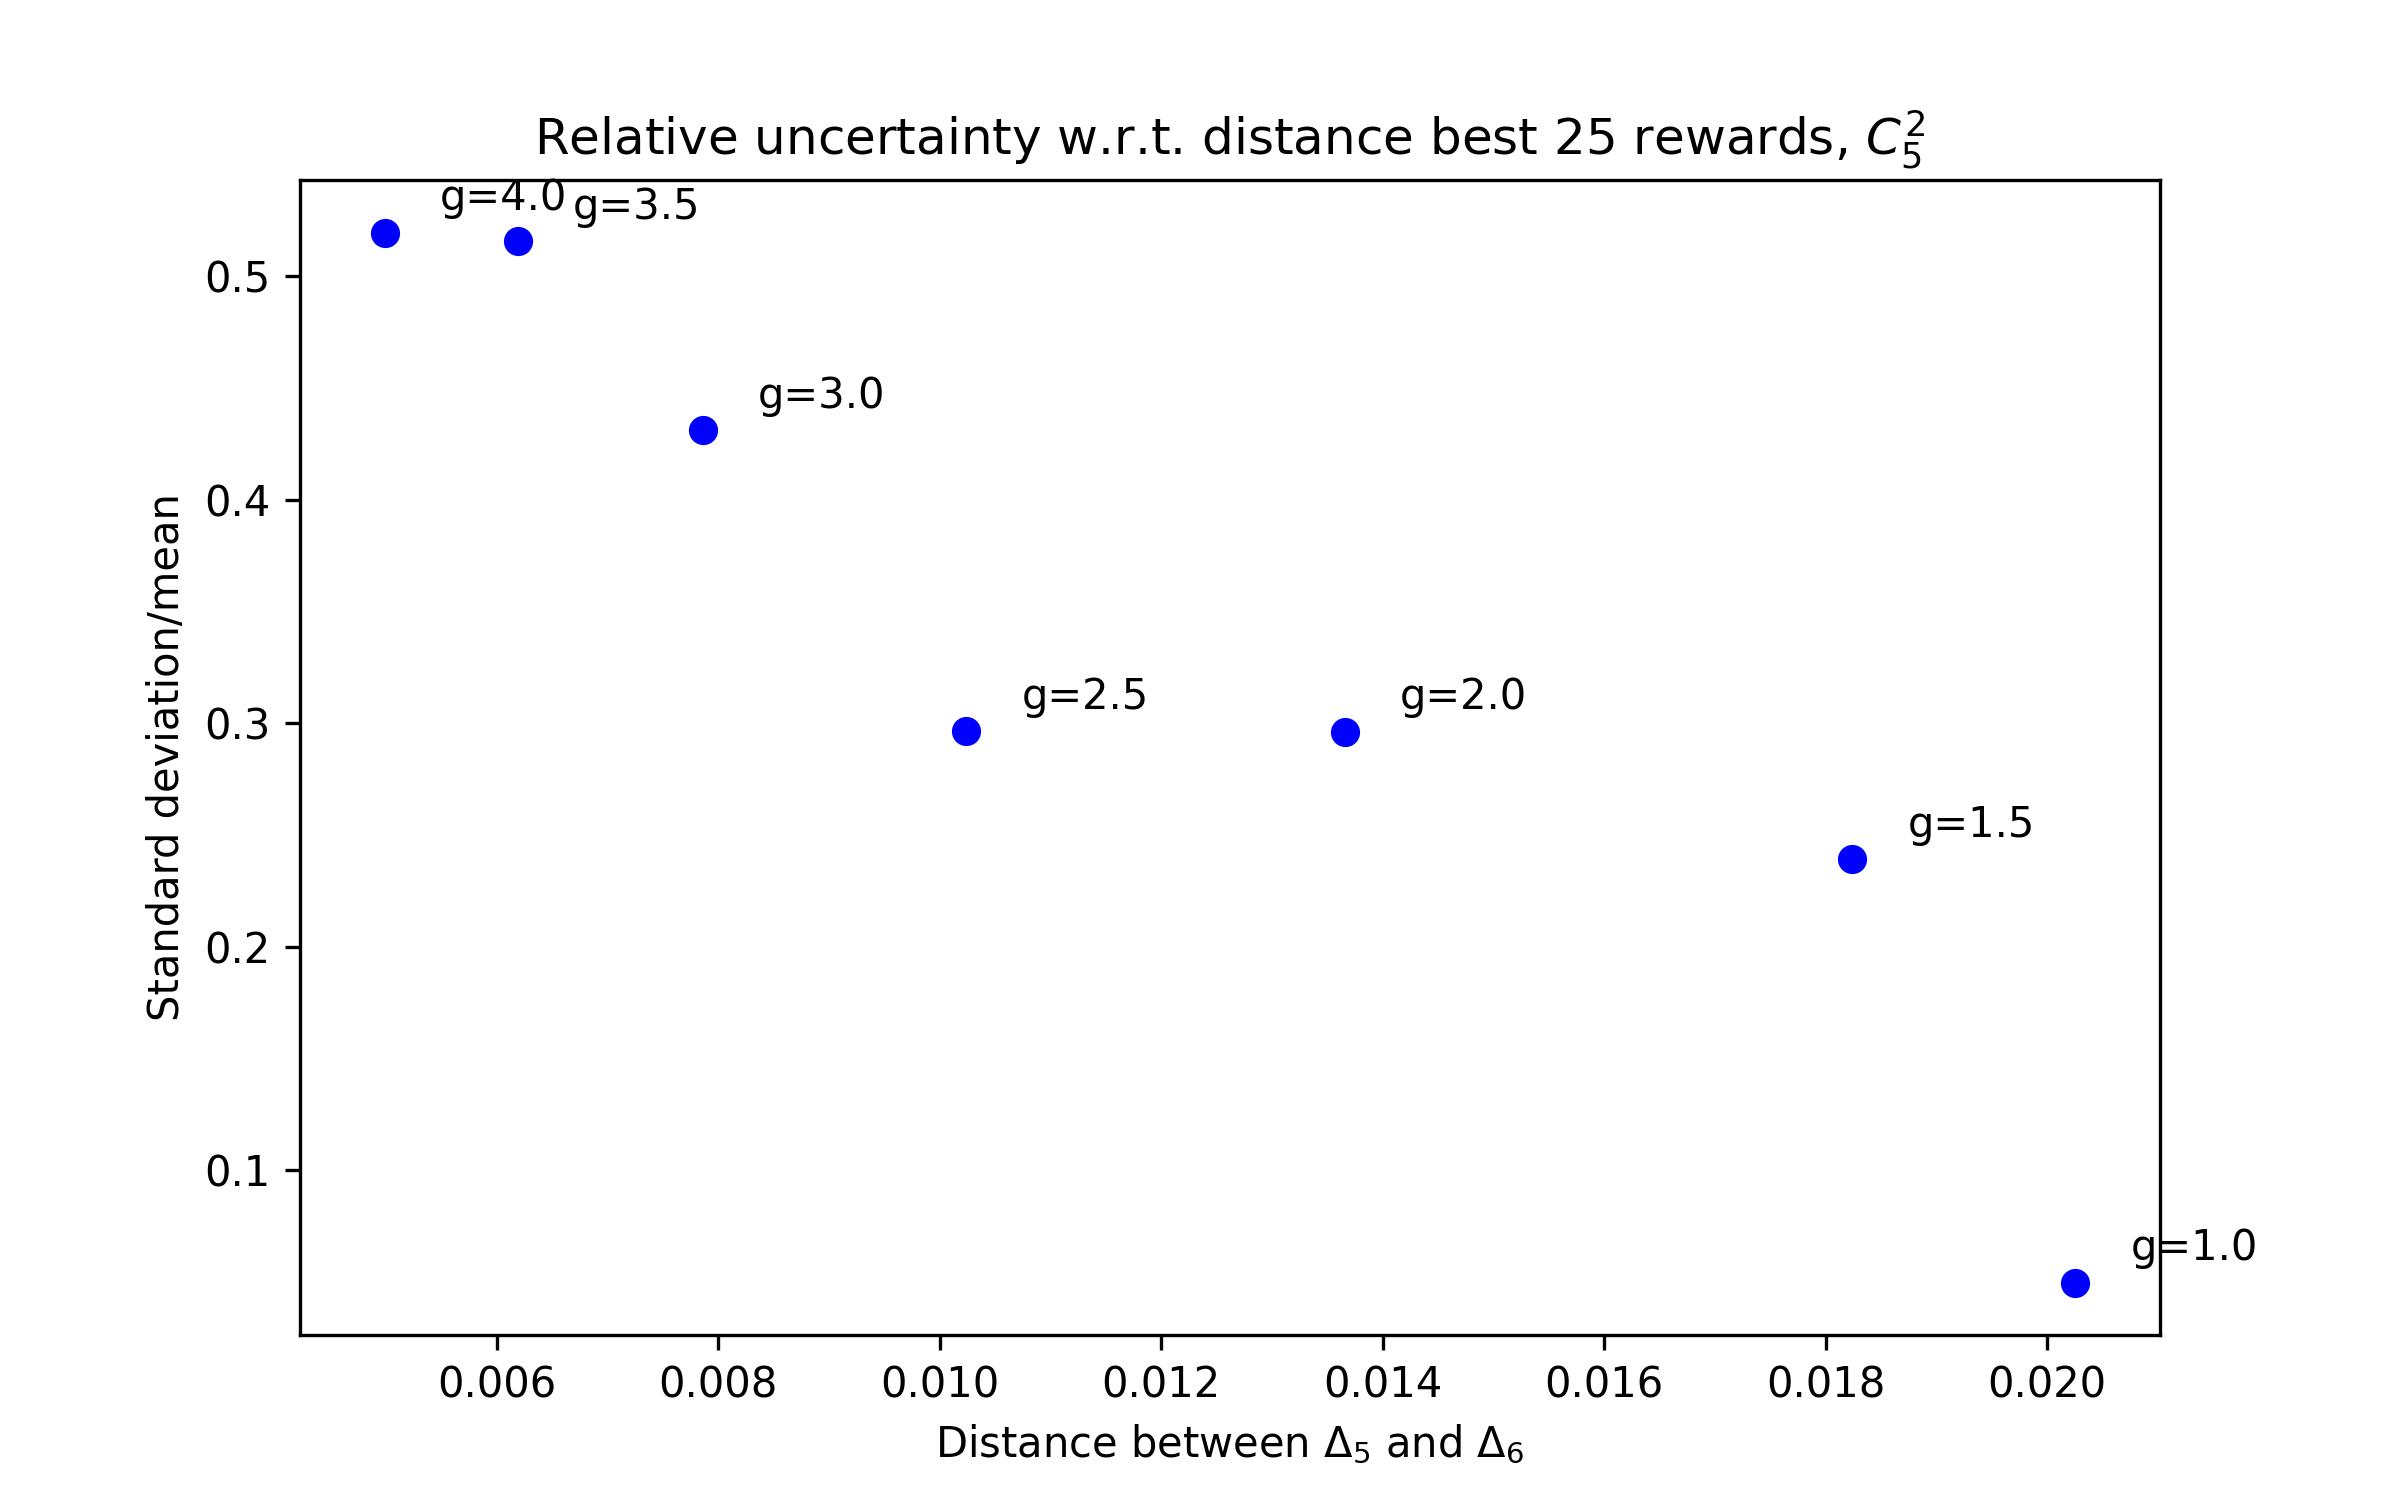 Relative uncertainty w.r.t. distance best 25 rewards, $C_5^2$
g=4.0
g=3.5
g=3.0
g=2.5
g=2.0
g=1.5
g=1.0
Standard deviation/mean
0.5
0.4
0.3
0.2
0.1
0.006 0.008 0.010 0.012 0.014 0.016 0.018 0.020
Distance between Δ₅ and Δ₆